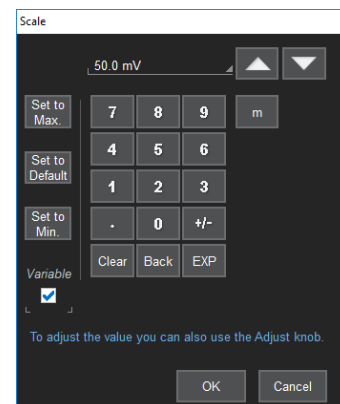 Scale
50.0 mV
Set to
Max.
7 8 9 m
Set to
Default
4 5 6
1 2 3
Set to
Min.
. 0 +/-
Variable
Clear Back EXP
To adjust the value you can also use the Adjust knob.
OK Cancel